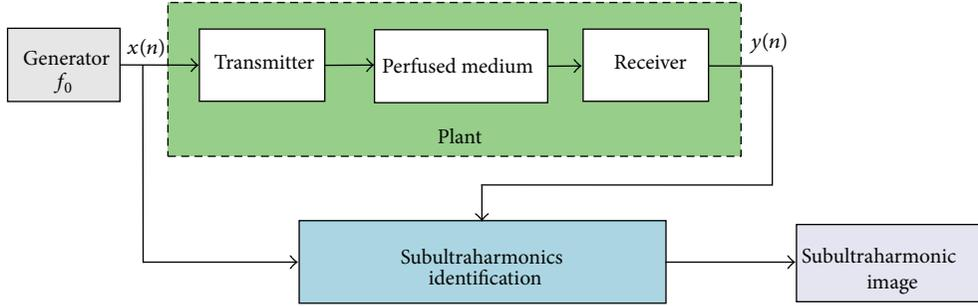 Generator
f₀
x(n)
Transmitter
Perfused medium
Receiver
y(n)
Plant
Subultraharmonics
identification
Subultraharmonic
image